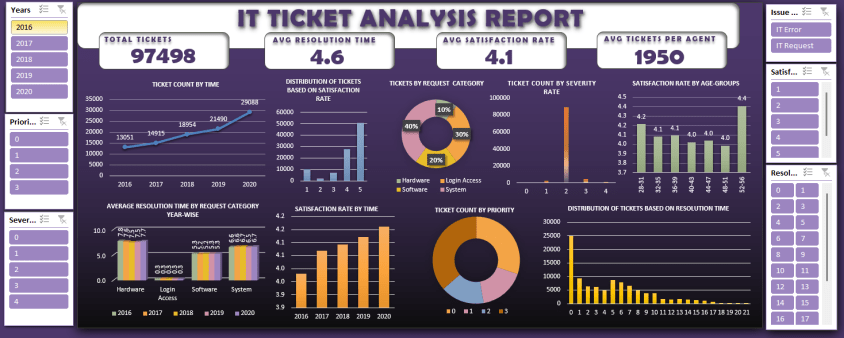 IT TICKET ANALYSIS REPORT
Years
2016
2017
2018
2019
2020
Priori...
0
1
2
3
Sever...
0
1
2
3
4
TOTAL TICKETS
97498
AVG RESOLUTION TIME
4.6
AVG SATISFACTION RATE
4.1
AVG TICKETS PER AGENT
1950
TICKET COUNT BY TIME
35000
30000
25000
20000
15000
10000
5000
0
13051
14915
18954
21490
29088
2016 2017 2018 2019 2020
DISTRIBUTION OF TICKETS
BASED ON SATISFACTION
RATE
60000
50000
40000
30000
20000
10000
0
1 2 3 4 5
TICKETS BY REQUEST CATEGORY
10%
30%
20%
40%
Hardware Login Access
Software System
TICKET COUNT BY SEVERITY
RATE
100000
80000
60000
40000
20000
0
0 1 2 3 4
SATISFACTION RATE BY AGE-GROUPS
4.5
4.4
4.3
4.2
4.1
4.0
3.9
3.8
3.7
4.2
4.1
4.1
4.0
4.0
4.0
4.4
28-31 32-35 36-39 40-43 44-47 48-51 52-56
AVERAGE RESOLUTION TIME BY REQUEST CATEGORY
YEAR-WISE
10.0
5.0
0.0
Hardware Login Access Software System
2016 2017 2018 2019 2020
SATISFACTION RATE BY TIME
4.2
4.1
4.1
4.0
4.0
3.9
3.9
2016 2017 2018 2019 2020
TICKET COUNT BY PRIORITY
0 1 2 3
DISTRIBUTION OF TICKETS BASED ON RESOLUTION TIME
30000
25000
20000
15000
10000
5000
0
0 1 2 3 4 5 6 7 8 9 10 11 12 13 14 15 16 17 18 19 20 21
Issue ...
IT Error
IT Request
Satisf...
1
2
3
4
5
Resol...
0 1
2 3
4 5
6 7
8 9
10 11
12 13
14 15
16 17